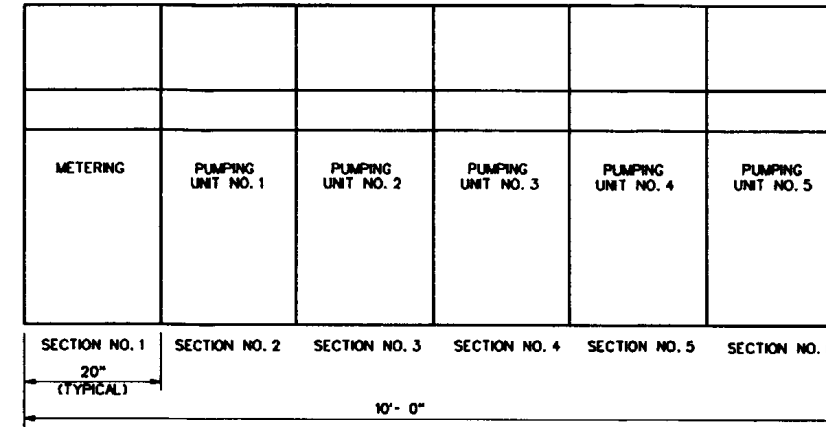 METERING
PUMPING
UNIT NO. 1
PUMPING
UNIT NO. 2
PUMPING
UNIT NO. 3
PUMPING
UNIT NO. 4
PUMPING
UNIT NO. 5
SECTION NO. 1
SECTION NO. 2
SECTION NO. 3
SECTION NO. 4
SECTION NO. 5
SECTION NO.
20"
(TYPICAL)
10'- 0"